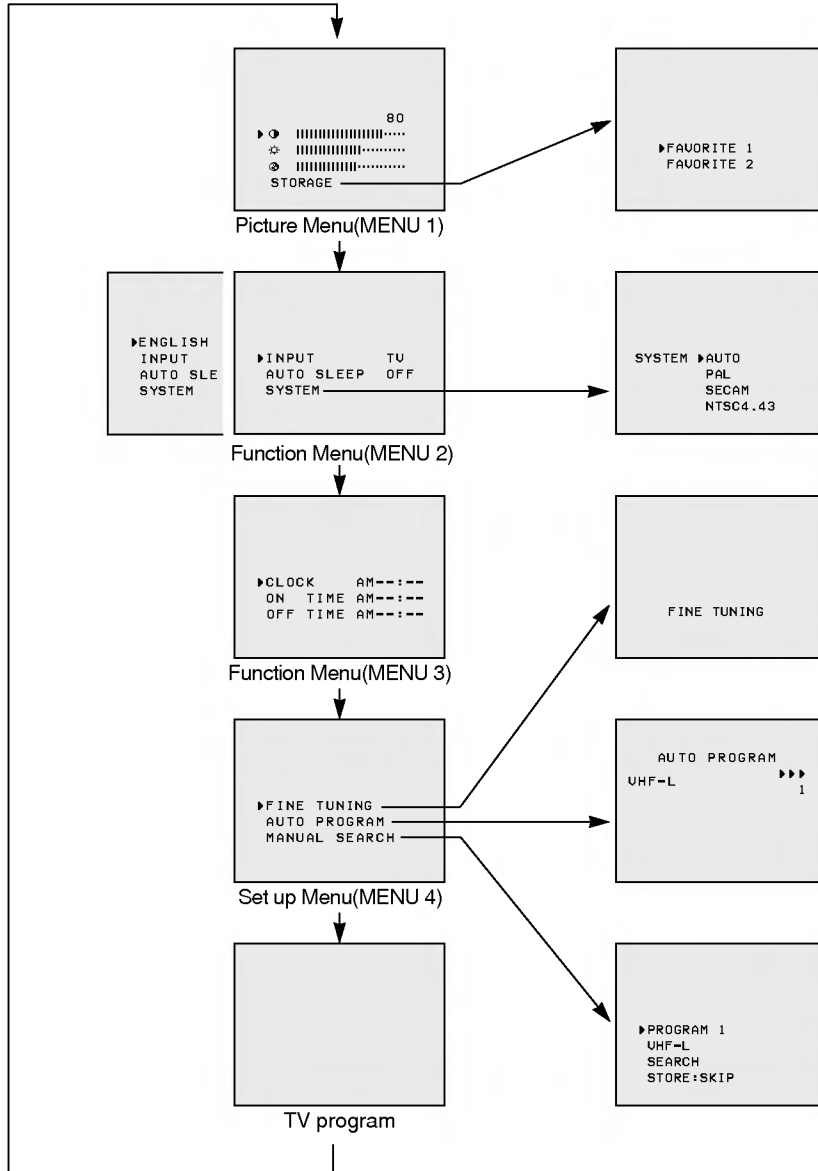 80
STORAGE
Picture Menu(MENU 1)
FAVORITE 1
FAVORITE 2
ENGLISH
INPUT
AUTO SLE
SYSTEM
INPUT TV
AUTO SLEEP OFF
SYSTEM
Function Menu(MENU 2)
SYSTEM AUTO
PAL
SECAM
NTSC4.43
CLOCK AM--:--
ON TIME AM--:--
OFF TIME AM--:--
Function Menu(MENU 3)
FINE TUNING
FINE TUNING
AUTO PROGRAM
MANUAL SEARCH
Set up Menu(MENU 4)
AUTO PROGRAM
VHF-L
1
TV program
PROGRAM 1
VHF-L
SEARCH
STORE:SKIP